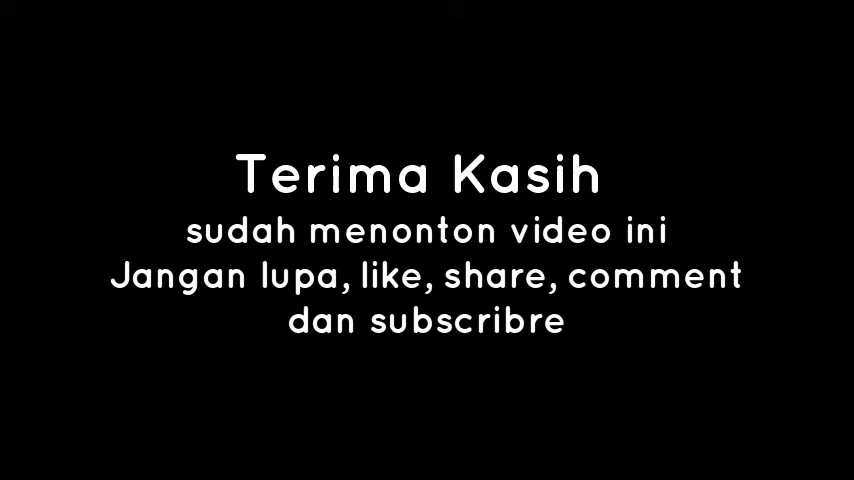 Terima Kasih
sudah menonton video ini
Jangan lupa, like, share, comment
dan subscribre